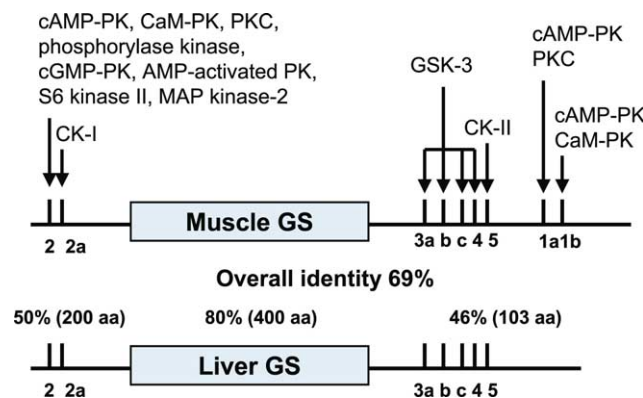 cAMP-PK, CaM-PK, PKC,
phosphorylase kinase,
cGMP-PK, AMP-activated PK,
S6 kinase II, MAP kinase-2
CK-I
GSK-3
CK-II
cAMP-PK
PKC
cAMP-PK
CaM-PK
Muscle GS
2 2a 3a b c 4 5 1a1b
Overall identity 69%
50% (200 aa) 80% (400 aa) 46% (103 aa)
Liver GS
2 2a 3a b c 4 5